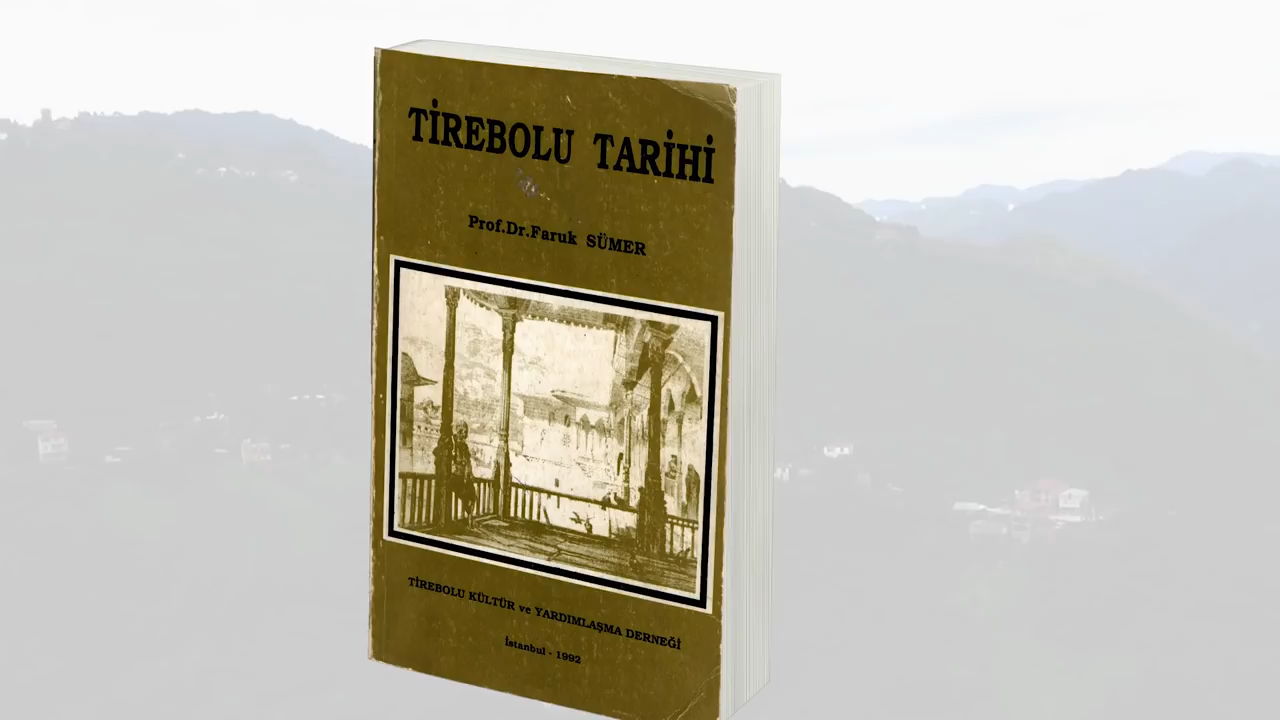 TİREBOLU TARİHİ
Prof.Dr.Faruk SÜMER
TİREBOLU KÜLTÜR ve YARDIMLAŞMA DERNEĞİ
İstanbul - 1992